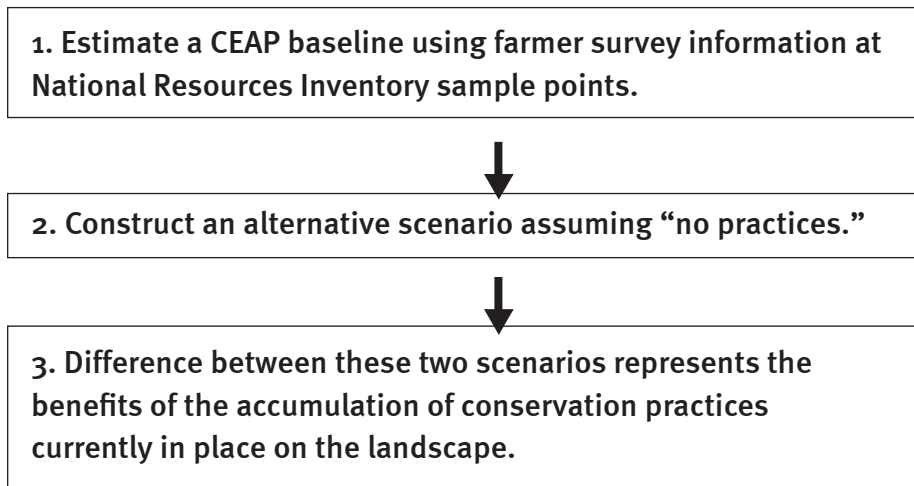 1. Estimate a CEAP baseline using farmer survey information at
National Resources Inventory sample points.
2. Construct an alternative scenario assuming “no practices.”
3. Difference between these two scenarios represents the
benefits of the accumulation of conservation practices
currently in place on the landscape.